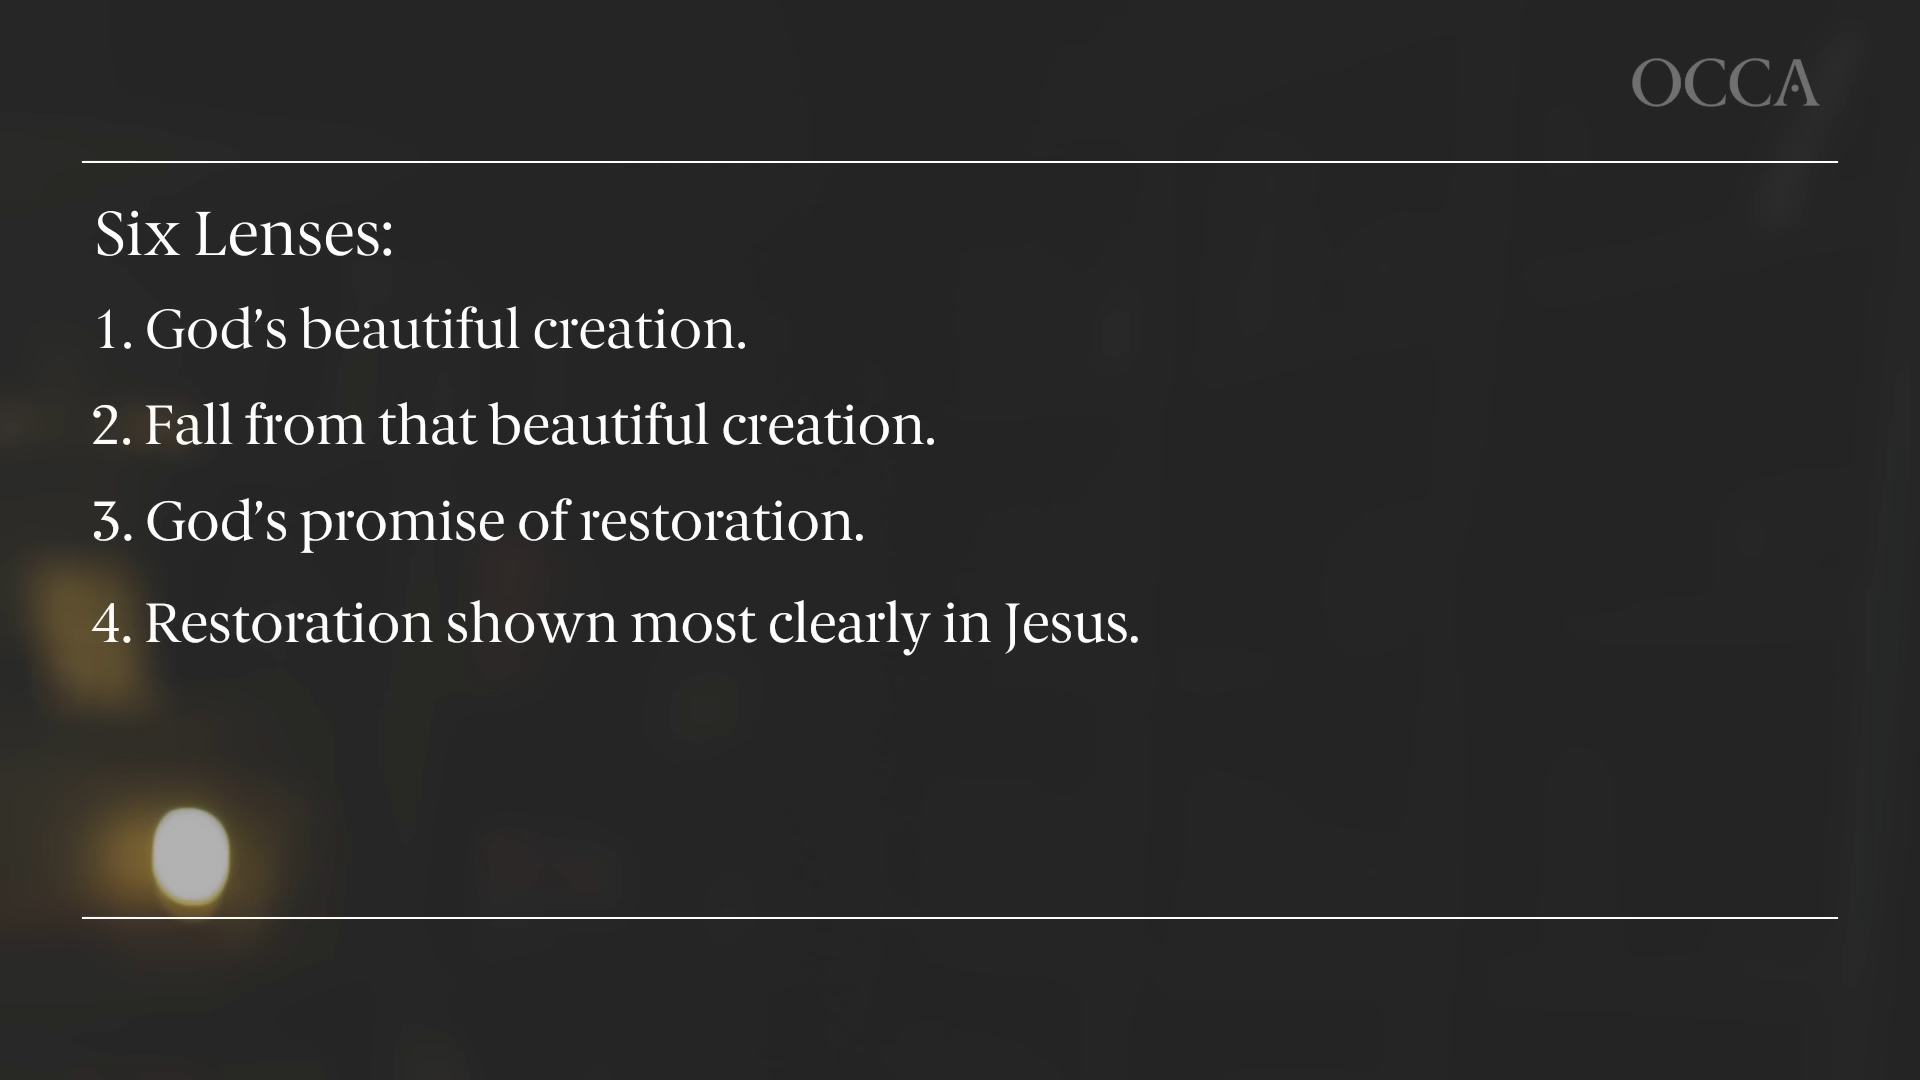 OCCA
Six Lenses:
1. God’s beautiful creation.
2. Fall from that beautiful creation.
3. God’s promise of restoration.
4. Restoration shown most clearly in Jesus.